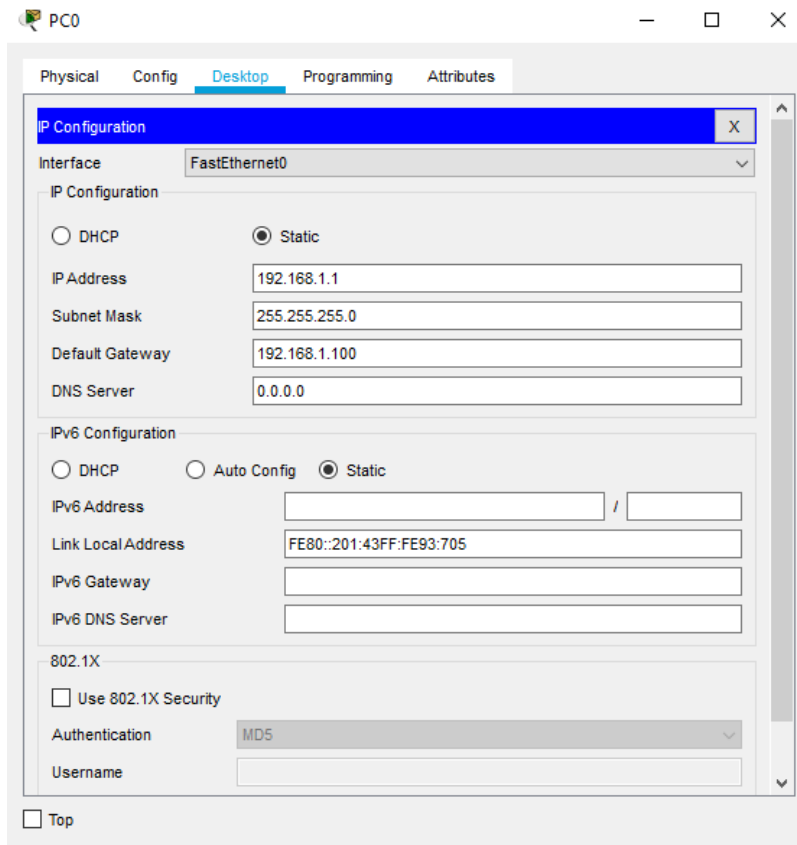 PC0
Physical Config Desktop Programming Attributes
IP Configuration X
Interface FastEthernet0
IP Configuration
DHCP Static
IP Address 192.168.1.1
Subnet Mask 255.255.255.0
Default Gateway 192.168.1.100
DNS Server 0.0.0.0
IPv6 Configuration
DHCP Auto Config Static
IPv6 Address /
Link Local Address FE80::201:43FF:FE93:705
IPv6 Gateway
IPv6 DNS Server
802.1X
Use 802.1X Security
Authentication MD5
Username
Top